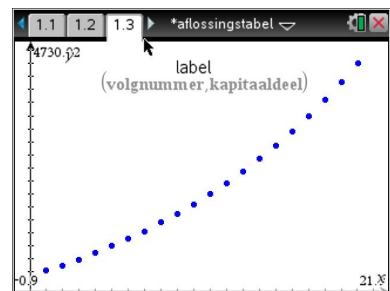 1.1 1.2 1.3 *aflossingstabel
4730.02 y
label
(volgnummer,kapitaaldeel)
-0.9
21.
x